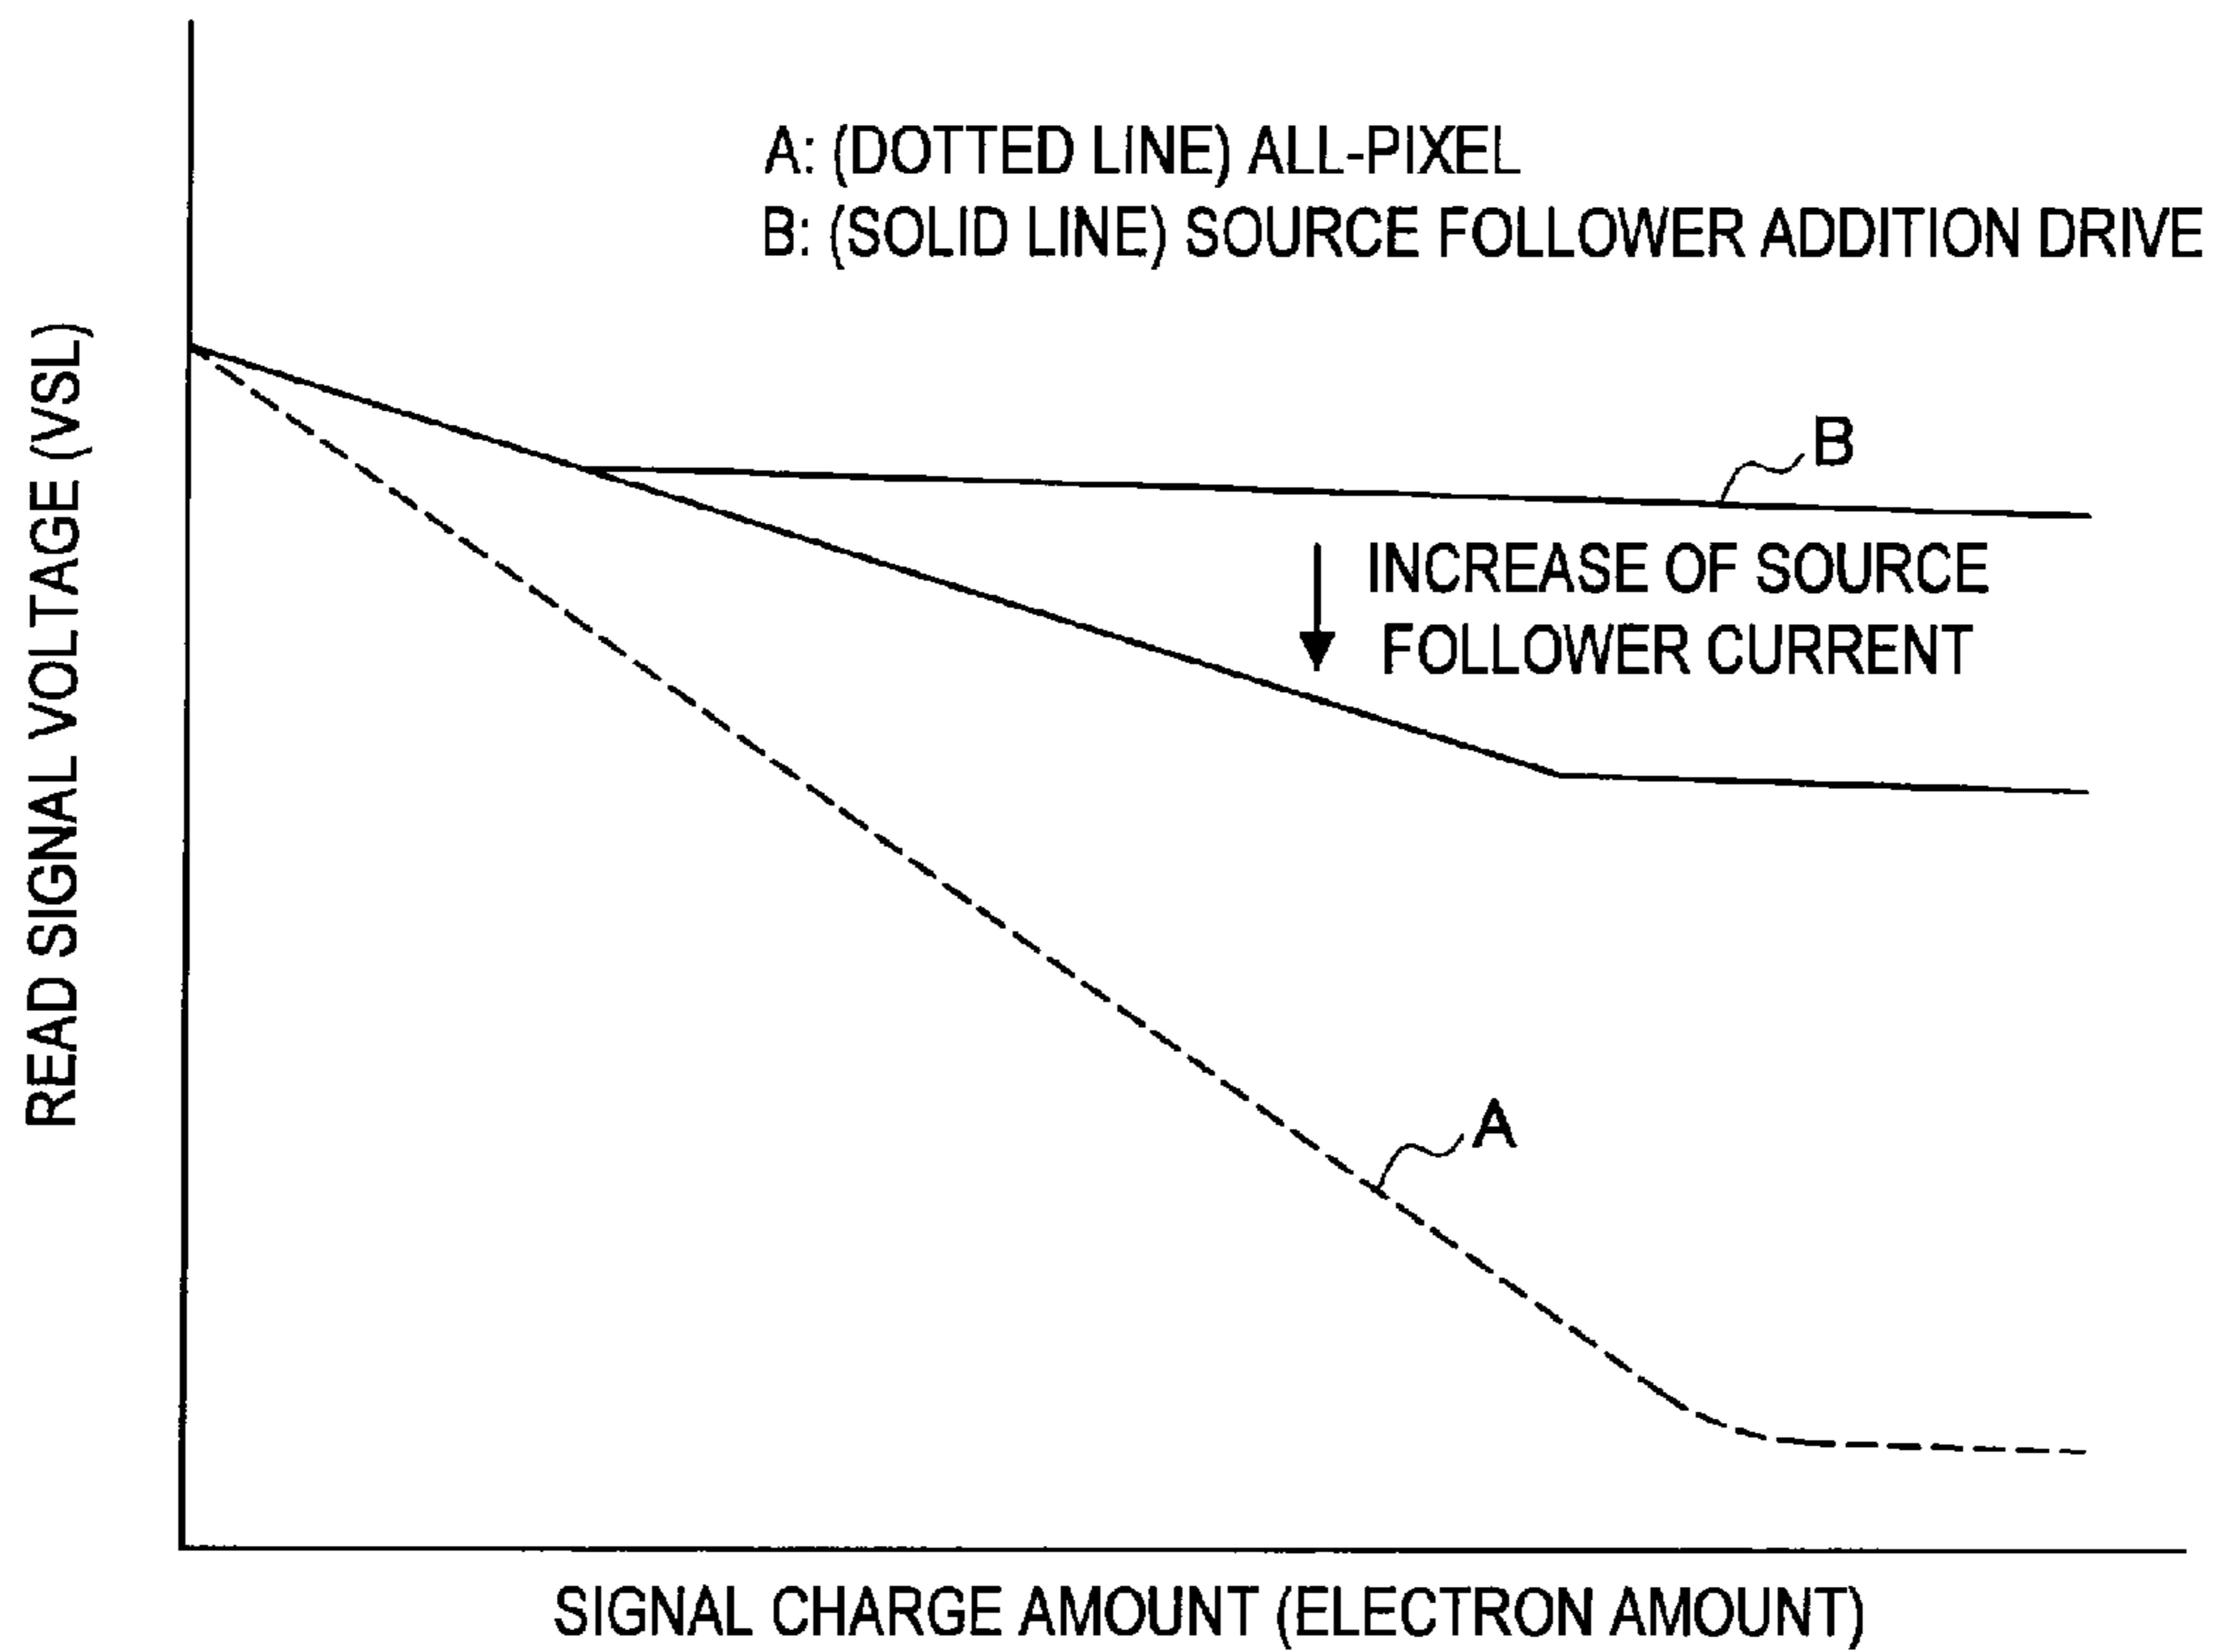 A: (DOTTED LINE) ALL-PIXEL
B: (SOLID LINE) SOURCE FOLLOWER ADDITION DRIVE
READ SIGNAL VOLTAGE (VSL)
B
INCREASE OF SOURCE
FOLLOWER CURRENT
A
SIGNAL CHARGE AMOUNT (ELECTRON AMOUNT)